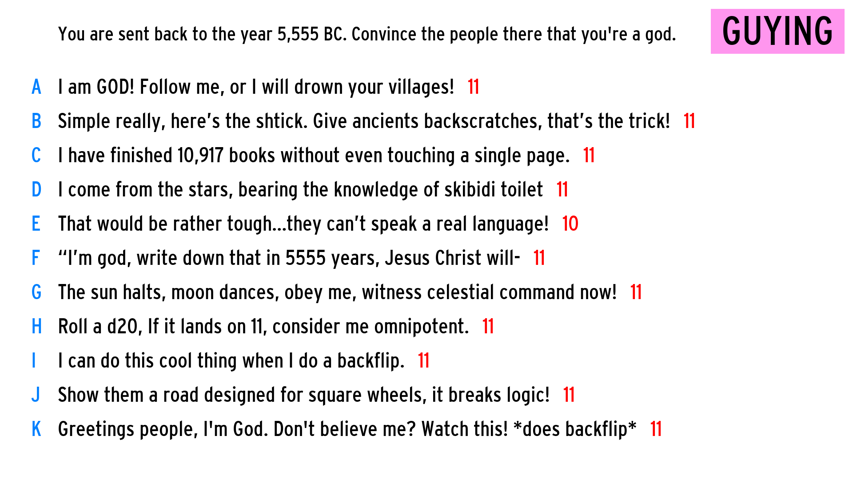 You are sent back to the year 5,555 BC. Convince the people there that you're a god.
GUYING
A I am GOD! Follow me, or I will drown your villages! 11
B Simple really, here’s the shtick. Give ancients backscratches, that’s the trick! 11
C I have finished 10,917 books without even touching a single page. 11
D I come from the stars, bearing the knowledge of skibidi toilet 11
E That would be rather tough...they can’t speak a real language! 10
F “I’m god, write down that in 5555 years, Jesus Christ will- 11
G The sun halts, moon dances, obey me, witness celestial command now! 11
H Roll a d20, If it lands on 11, consider me omnipotent. 11
I I can do this cool thing when I do a backflip. 11
J Show them a road designed for square wheels, it breaks logic! 11
K Greetings people, I'm God. Don't believe me? Watch this! *does backflip* 11